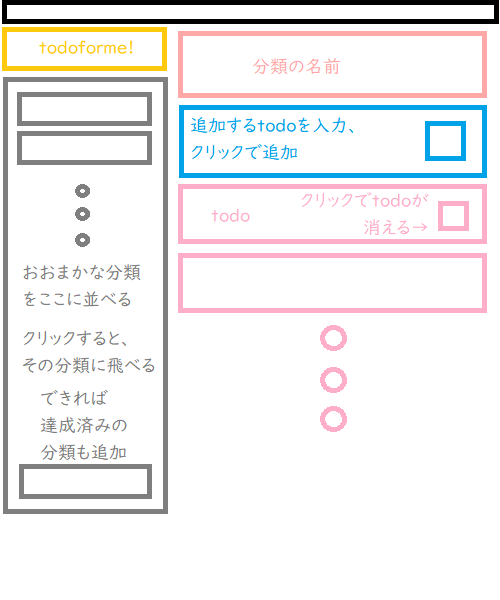 todoforme!
おおまかな分類
をここに並べる
クリックすると、
その分類に飛べる
できれば
達成済みの
分類も追加
分類の名前
追加するtodoを入力、
クリックで追加
todo
クリックでtodoが
消える→